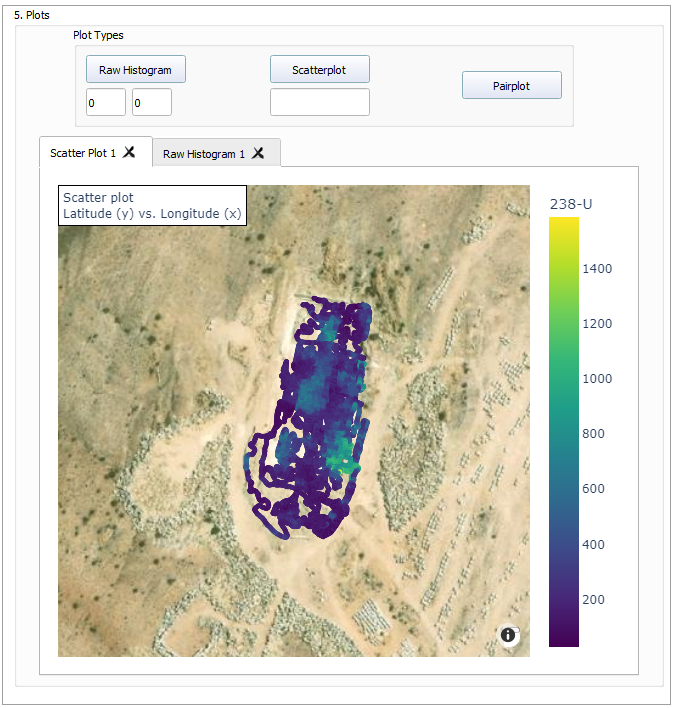 5. Plots
Plot Types
Raw Histogram
Scatterplot
Pairplot
0
0
Scatter Plot 1
Raw Histogram 1
Scatter plot
Latitude (y) vs. Longitude (x)
238-U
1400
1200
1000
800
600
400
200